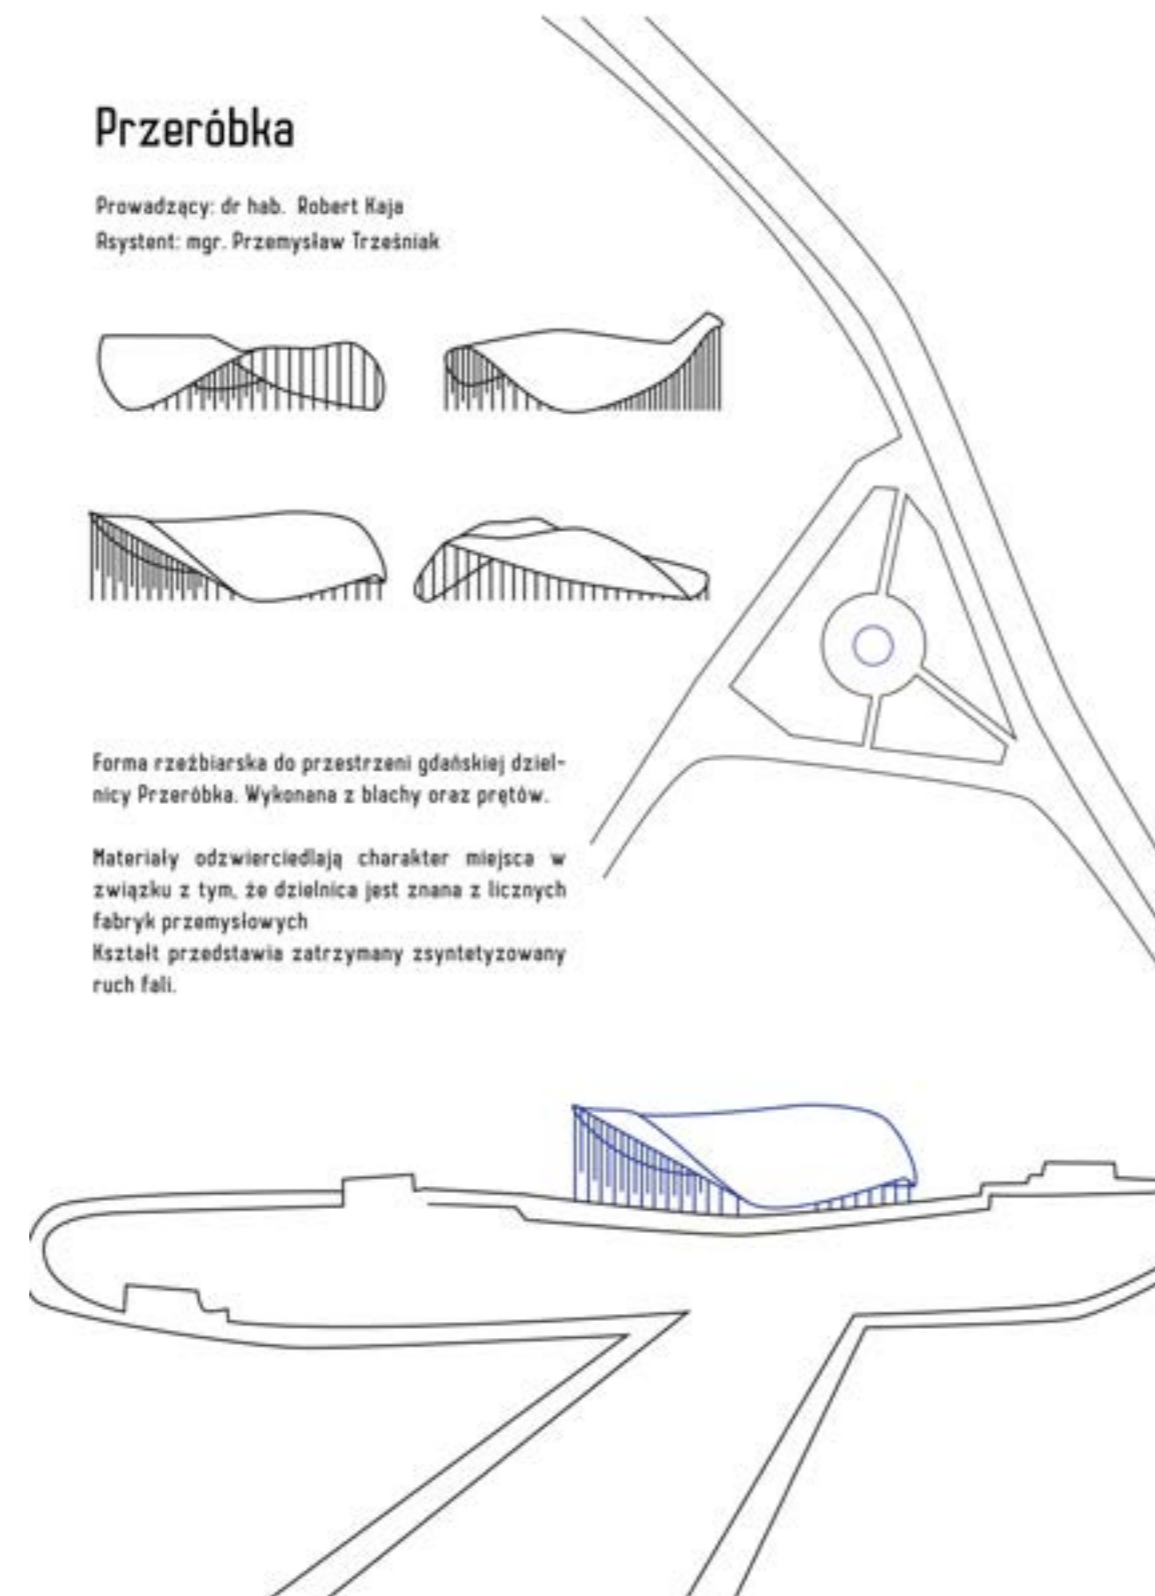 Przeróbka
Prowadzący: dr hab. Robert Kaja
Asystent: mgr. Przemysław Trześniak
Forma rzeźbiarska do przestrzeni gdańskiej dziel-
nicy Przeróbka. Wykonana z blachy oraz prętów.
Materiały odzwierciedlają charakter miejsca w
związku z tym, że dzielnica jest znana z licznych
fabryk przemysłowych
Kształt przedstawia zatrzymany zsyntetyzowany
ruch fali.